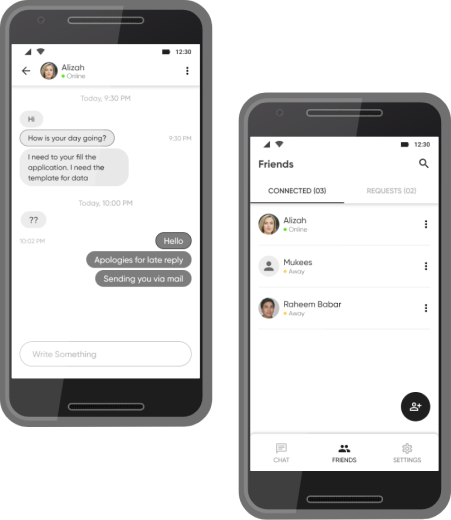 12:30
Alizah
Online
Today, 9:30 PM
Hi
How is your day going?
9:30 PM
I need to your fill the
application. I need the
template for data
Today, 10:00 PM
??
10:02 PM
Hello
Apologies for late reply
Sending you via mail
Write Something
12:30
Friends
CONNECTED (03)
REQUESTS (02)
Alizah
Online
Mukees
Away
Raheem Babar
Away
CHAT
FRIENDS
SETTINGS